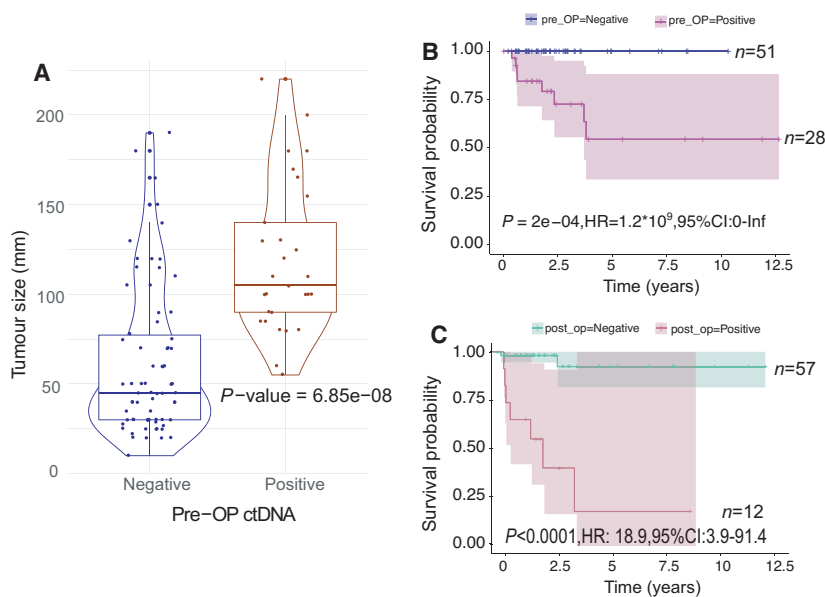 A
Tumour size (mm)
200
150
100
50
0
P−value = 6.85e−08
Negative
Positive
Pre−OP ctDNA
pre_OP=Negative
pre_OP=Positive
B
Survival probability
1.00
0.75
0.50
0.25
0.00
n=51
n=28
P = 2e−04,HR=1.2*10⁹,95%CI:0-Inf
0
2.5
5
7.5
10
12.5
Time (years)
post_op=Negative
post_op=Positive
C
Survival probability
1.00
0.75
0.50
0.25
0.00
n=57
n=12
P<0.0001,HR: 18.9,95%CI:3.9-91.4
0
2.5
5
7.5
10
12.5
Time (years)